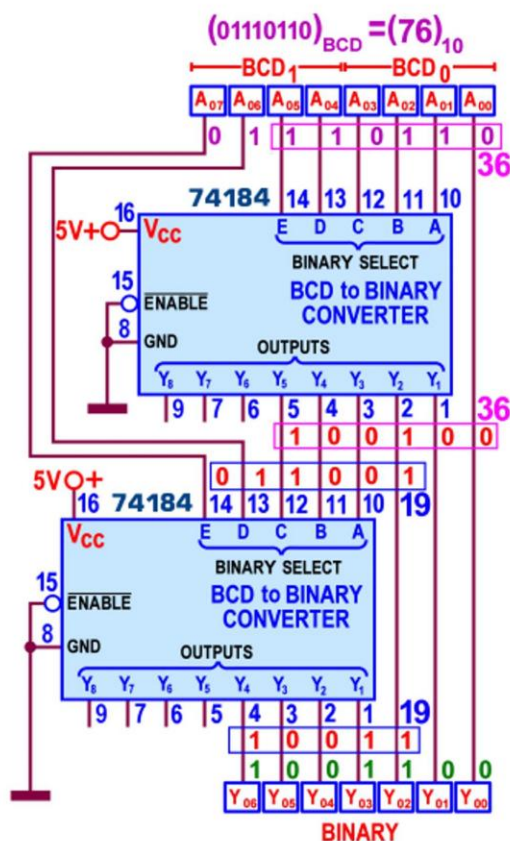 (01110110)BCD =(76)10
BCD1 BCD0
A07 A06 A05 A04 A03 A02 A01 A00
0 1 1 1 0 1 1 0
36
74184 14 13 12 11 10
16
5V+ VCC E D C B A
BINARY SELECT
15
ENABLE BCD to BINARY
CONVERTER
8
GND
OUTPUTS
Y8 Y7 Y6 Y5 Y4 Y3 Y2 Y1
9 7 6 5 4 3 2 1
36
1 0 0 1 0 0
0 1 1 0 0 1
5V +
16 74184 14 13 12 11 10 19
VCC E D C B A
BINARY SELECT
15
ENABLE BCD to BINARY
CONVERTER
8
GND
OUTPUTS
Y8 Y7 Y6 Y5 Y4 Y3 Y2 Y1
9 7 6 5 4 3 2 1 19
1 0 0 1 1
1 0 0 1 1 0 0
Y06 Y05 Y04 Y03 Y02 Y01 Y00
BINARY